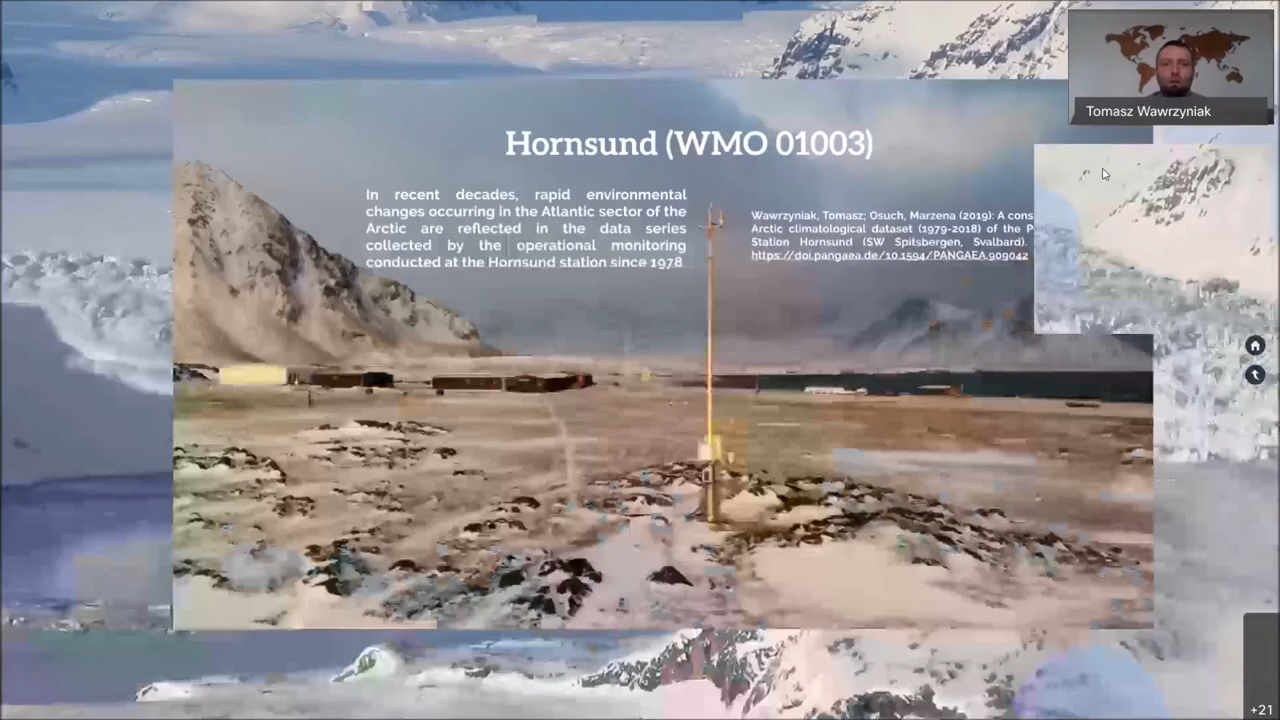 Tomasz Wawrzyniak
Hornsund (WMO 01003)
In recent decades, rapid environmental
changes occurring in the Atlantic sector of the
Arctic are reflected in the data series
collected by the operational monitoring
conducted at the Hornsund station since 1978.
Wawrzyniak, Tomasz; Osuch, Marzena (2019): A cons
Arctic climatological dataset (1979-2018) of the P
Station Hornsund (SW Spitsbergen, Svalbard).
https://doi.pangaea.de/10.1594/PANGAEA.909042
+21